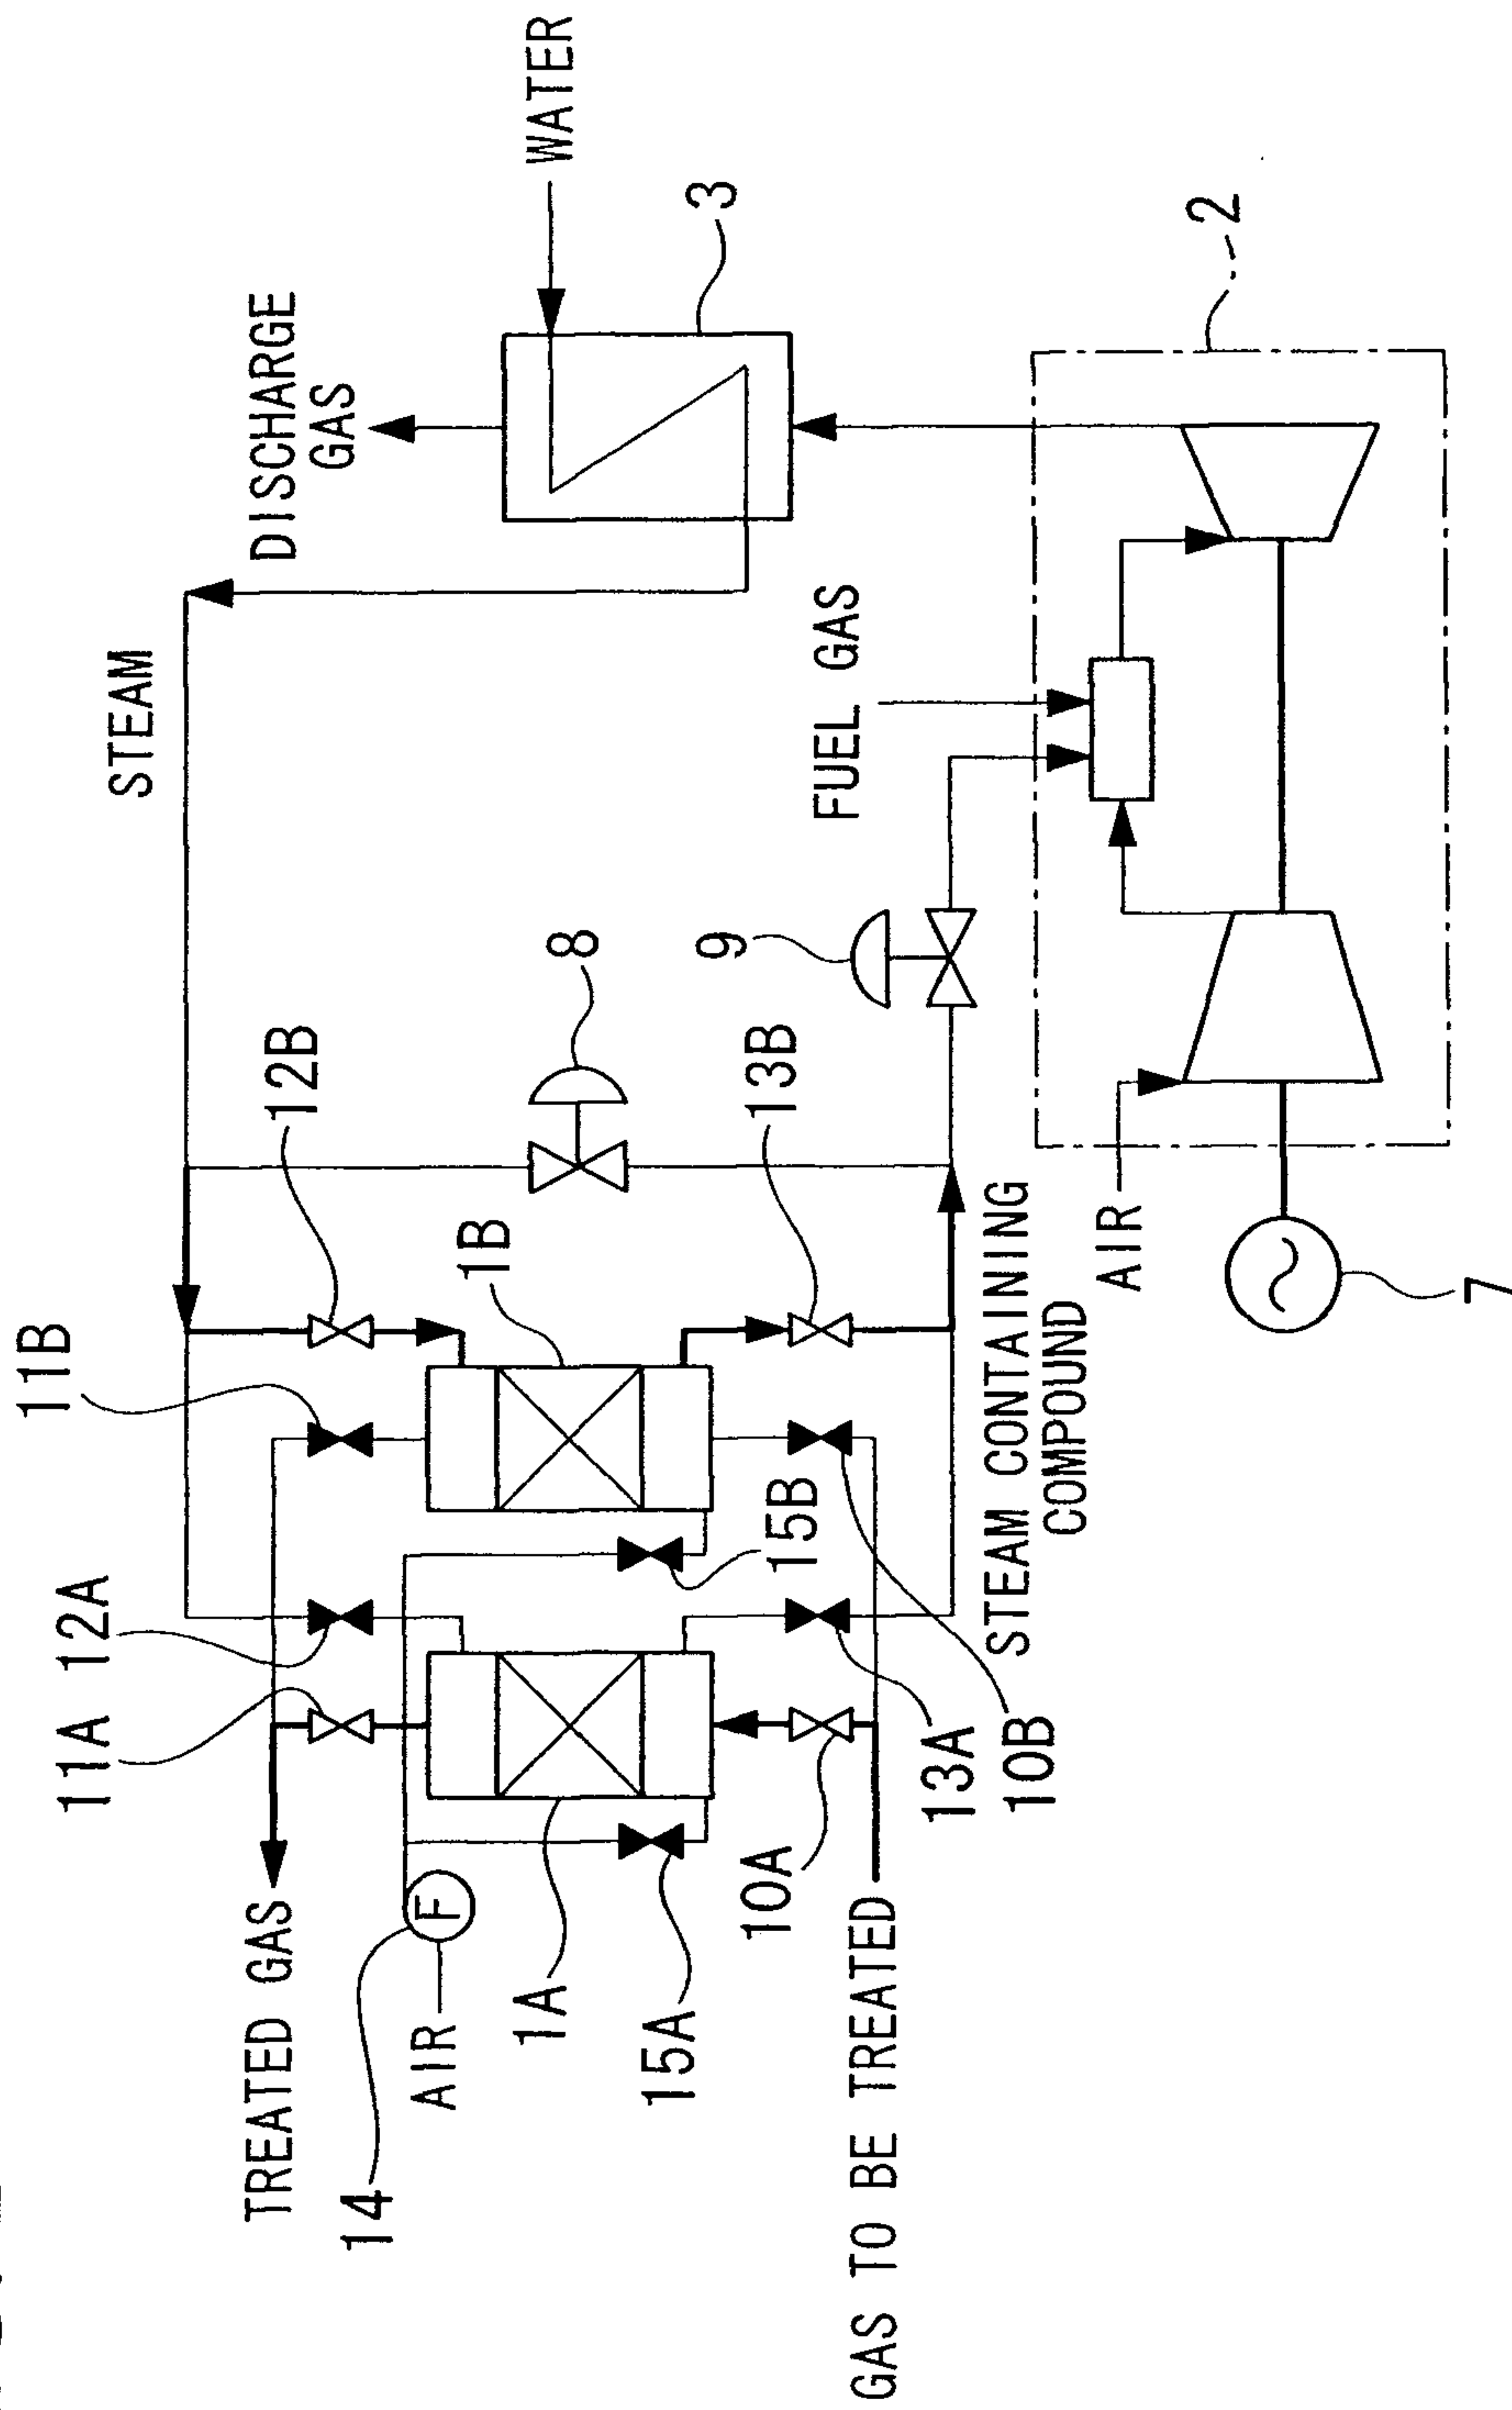 STEAM
DISCHARGE
GAS
WATER
3
2
FUEL GAS
8
9
12B
13B
11B
1B
15B
12A
11A
STEAM CONTAINING
COMPOUND
AIR
7
TREATED GAS
14
F
AIR
1A
15A
10A
13A
10B
GAS TO BE TREATED